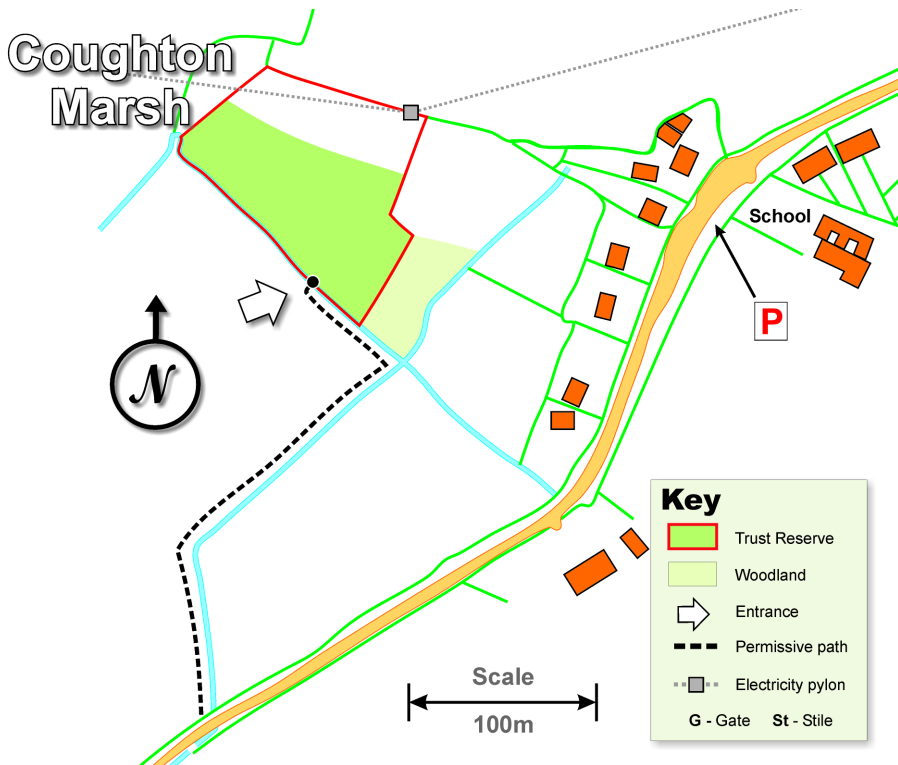 Coughton
Marsh
School
P
N
Key
Trust Reserve
Woodland
Entrance
Permissive path
Electricity pylon
G - Gate St - Stile
Scale
100m